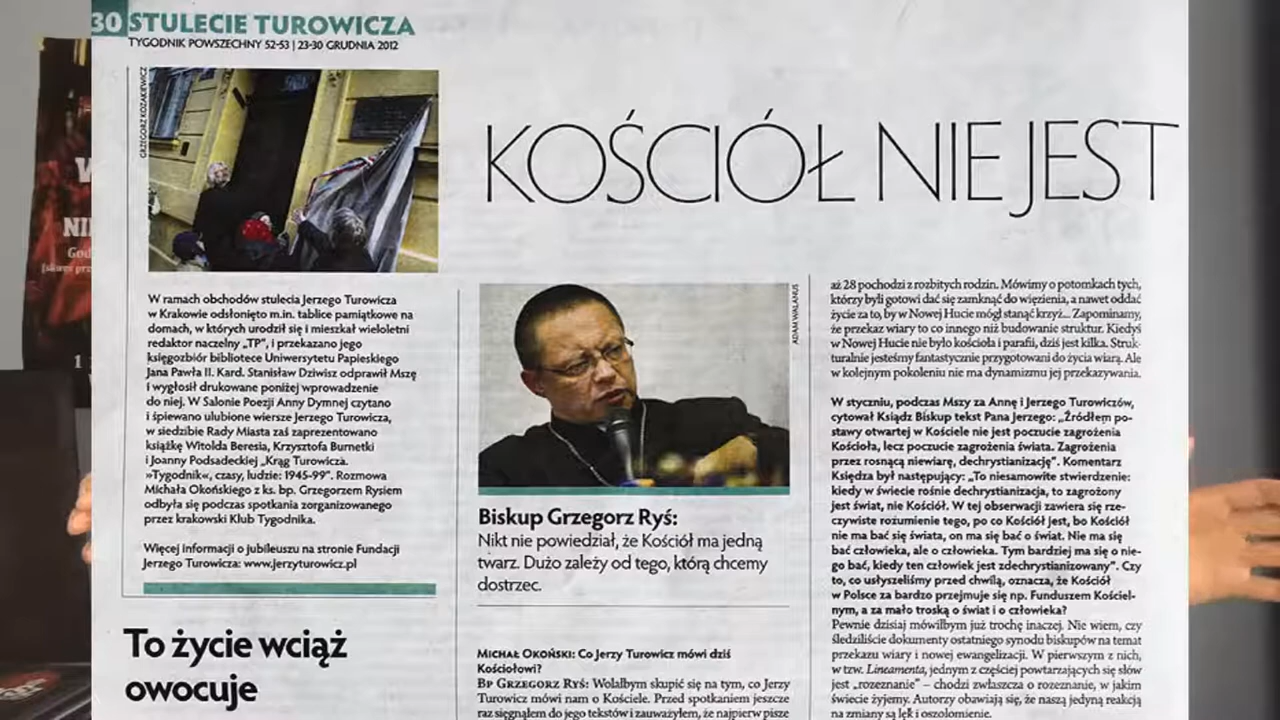 30 STULECIE TUROWICZA
TYGODNIK POWSZECHNY 52-53 | 23-30 GRUDNIA 2012
GRZEGORZ KOZAKIEWICZ
KOŚCIÓŁ NIE JEST
W ramach obchodów stulecia Jerzego Turowicza
w Krakowie odsłonięto m.in. tablice pamiątkowe na
domach, w których urodził się i mieszkał wieloletni
redaktor naczelny „TP”, i przekazano jego
księgozbiór bibliotece Uniwersytetu Papieskiego
Jana Pawła II. Kard. Stanisław Dziwisz odprawił Mszę
i wygłosił drukowane poniżej wprowadzenie
do niej. W Salonie Poezji Anny Dymnej czytano
i śpiewano ulubione wiersze Jerzego Turowicza,
w siedzibie Rady Miasta zaś zaprezentowano
książkę Witolda Beresia, Krzysztofa Burnetki
i Joanny Podsadeckiej „Krąg Turowicza.
»Tygodnik«, czasy, ludzie: 1945-99”. Rozmowa
Michała Okońskiego z ks. bp. Grzegorzem Rysiem
odbyła się podczas spotkania zorganizowanego
przez krakowski Klub Tygodnika.
Więcej informacji o jubileuszu na stronie Fundacji
Jerzego Turowicza: www.jerzyturowicz.pl
To życie wciąż
owocuje
ADAM WALANUS
Biskup Grzegorz Ryś:
Nikt nie powiedział, że Kościół ma jedną
twarz. Dużo zależy od tego, którą chcemy
dostrzec.
MICHAŁ OKOŃSKI: Co Jerzy Turowicz mówi dziś
Kościołowi?
BP GRZEGORZ RYŚ: Wolałbym skupić się na tym, co Jerzy
Turowicz mówi nam o Kościele. Przed spotkaniem jeszcze
raz sięgnąłem do jego tekstów i zauważyłem, że najpierw pisze
aż 28 pochodzi z rozbitych rodzin. Mówimy o potomkach tych,
którzy byli gotowi dać się zamknąć do więzienia, a nawet oddać
życie za to, by w Nowej Hucie mógł stanąć krzyż... Zapominamy,
że przekaz wiary to co innego niż budowanie struktur. Kiedyś
w Nowej Hucie nie było kościoła i parafii, dziś jest kilka. Struk-
turalnie jesteśmy fantastycznie przygotowani do życia wiarą. Ale
w kolejnym pokoleniu nie ma dynamizmu jej przekazywania.
W styczniu, podczas Mszy za Annę i Jerzego Turowiczów,
cytował Ksiądz Biskup tekst Pana Jerzego: „Źródłem po-
stawy otwartej w Kościele nie jest poczucie zagrożenia
Kościoła, lecz poczucie zagrożenia świata. Zagrożenia
przez rosnącą niewiarę, dechrystianizację”. Komentarz
Księdza był następujący: „To niesamowite stwierdzenie:
kiedy w świecie rośnie dechrystianizacja, to zagrożony
jest świat, nie Kościół. W tej obserwacji zawiera się rze-
czywiste rozumienie tego, po co Kościół jest, bo Kościół
nie ma bać się świata, on ma się bać o świat. Nie ma się
bać człowieka, ale o człowieka. Tym bardziej ma się o nie-
go bać, kiedy ten człowiek jest zdechrystianizowany”. Czy
to, co usłyszeliśmy przed chwilą, oznacza, że Kościół
w Polsce za bardzo przejmuje się np. Funduszem Kościel-
nym, a za mało troską o świat i o człowieka?
Pewnie dzisiaj mówiłbym już trochę inaczej. Nie wiem, czy
śledziliście dokumenty ostatniego synodu biskupów na temat
przekazu wiary i nowej ewangelizacji. W pierwszym z nich,
w tzw. Lineamenta, jednym z częściej powtarzających się słów
jest „rozeznanie” – chodzi zwłaszcza o rozeznanie, w jakim
świecie żyjemy. Autorzy obawiają się, że naszą jedyną reakcją
na zmiany są lęk i oszołomienie.